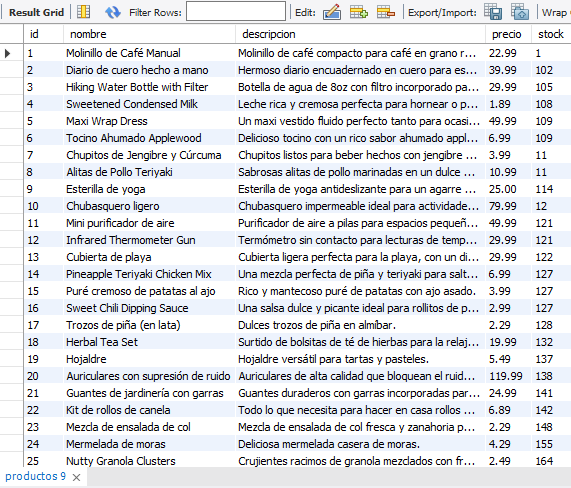 Result Grid Filter Rows: Edit: Export/Import: Wrap C
id nombre descripcion precio stock
1 Molinillo de Café Manual Molinillo de café compacto para café en grano r... 22.99 1
2 Diario de cuero hecho a mano Hermoso diario encuadernado en cuero para es... 39.99 102
3 Hiking Water Bottle with Filter Botella de agua de 8oz con filtro incorporado pa... 29.99 105
4 Sweetened Condensed Milk Leche rica y cremosa perfecta para hornear o p... 1.89 108
5 Maxi Wrap Dress Un maxi vestido fluido perfecto tanto para ocasi... 49.99 109
6 Tocino Ahumado Applewood Delicioso tocino con un rico sabor ahumado appl... 6.99 109
7 Chupitos de Jengibre y Cúrcuma Chupitos listos para beber hechos con jengibre ... 3.99 11
8 Alitas de Pollo Teriyaki Sabrosas alitas de pollo marinadas en un dulce ... 10.99 11
9 Esterilla de yoga Esterilla de yoga antideslizante para un agarre ... 25.00 114
10 Chubasquero ligero Chubasquero impermeable ideal para actividade... 79.99 12
11 Mini purificador de aire Purificador de aire a pilas para espacios pequeñ... 49.99 121
12 Infrared Thermometer Gun Termómetro sin contacto para lecturas de temp... 29.99 121
13 Cubierta de playa Cubierta ligera perfecta para la playa, con un di... 29.99 122
14 Pineapple Teriyaki Chicken Mix Una mezcla perfecta de piña y teriyaki para salt... 6.99 127
15 Puré cremoso de patatas al ajo Rico y mantecoso puré de patatas con ajo asado. 3.99 127
16 Sweet Chili Dipping Sauce Una salsa dulce y picante ideal para rollitos de p... 2.99 127
17 Trozos de piña (en lata) Dulces trozos de piña en almíbar. 2.29 128
18 Herbal Tea Set Surtido de bolsitas de té de hierbas para la relaj... 19.99 132
19 Hojaldre Hojaldre versátil para tartas y pasteles. 5.49 137
20 Auriculares con supresión de ruido Auriculares de alta calidad que bloquean el ruid... 119.99 138
21 Guantes de jardinería con garras Guantes duraderos con garras incorporadas par... 24.99 141
22 Kit de rollos de canela Todo lo que necesita para hacer en casa rollos ... 6.89 142
23 Mezcla de ensalada de col Mezcla de ensalada de col fresca y zanahoria p... 2.29 148
24 Mermelada de moras Deliciosa mermelada casera de moras. 4.29 155
25 Nutty Granola Clusters Crujientes racimos de granola mezclados con fr... 2.49 164
productos 9